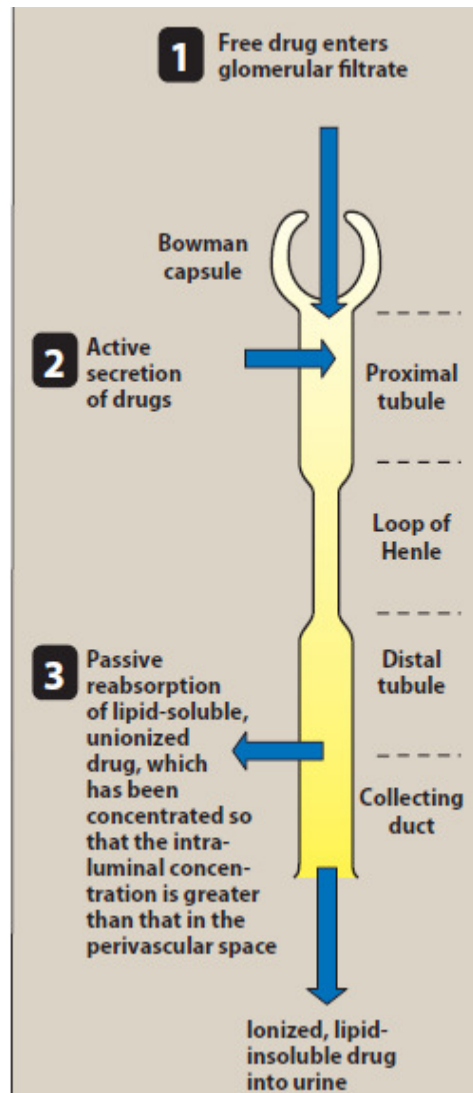 1
Free drug enters
glomerular filtrate
Bowman
capsule
2
Active
secretion
of drugs
Proximal
tubule
Loop of
Henle
3
Passive
reabsorption
of lipid-soluble,
unionized
drug, which
has been
concentrated so
that the intra-
luminal concen-
tration is greater
than that in the
perivascular space
Distal
tubule
Collecting
duct
Ionized, lipid-
insoluble drug
into urine